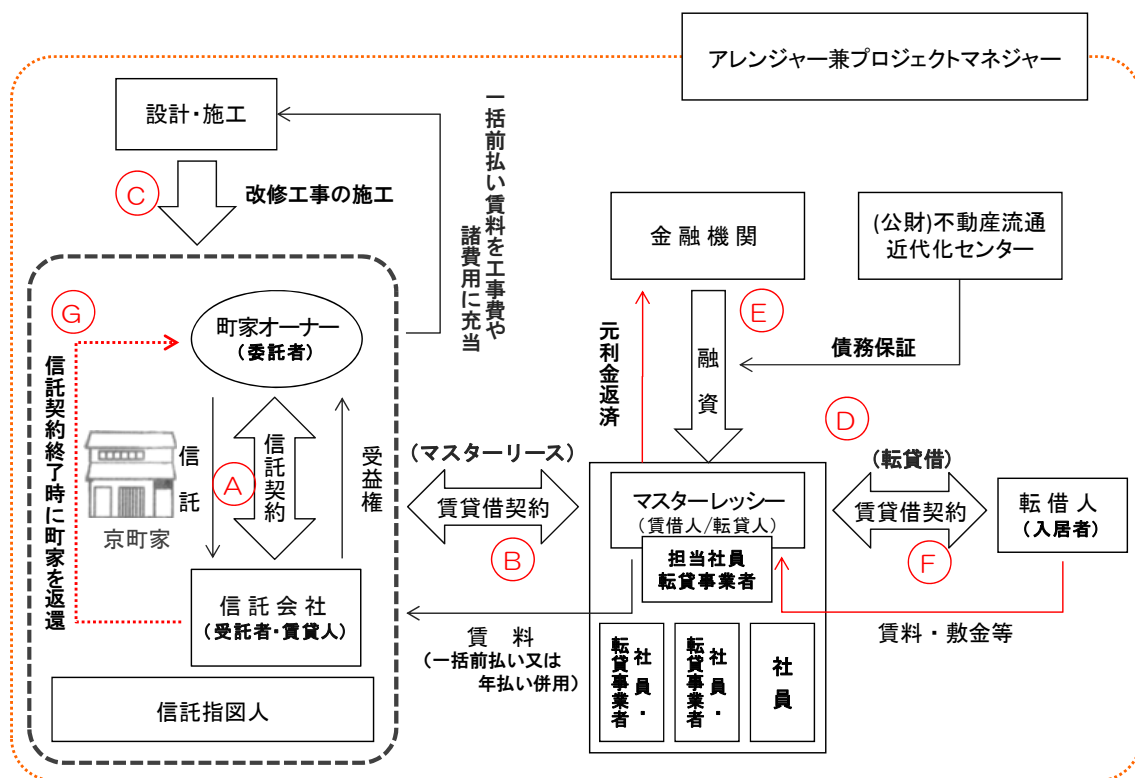 アレンジャー兼プロジェクトマネジャー
設計・施工
一括前払い賃料を工事費や
諸費用に充当
C
改修工事の施工
金融機関
(公財)不動産流通
近代化センター
G
町家オーナー
(委託者)
E
融資
元利金返済
債務保証
信託契約終了時に町家を返還
京町家
信託
A
信託契約
受益権
(マスターリース)
賃貸借契約
B
D
(転貸借)
賃貸借契約
F
マスターレッシー
(賃借人/転貸人)
担当社員
転貸事業者
転借人
(入居者)
信託会社
(受託者・賃貸人)
賃料
(一括前払い又は
年払い併用)
賃料・敷金等
社員・
転貸事業者
社員・
転貸事業者
社員
信託指図人